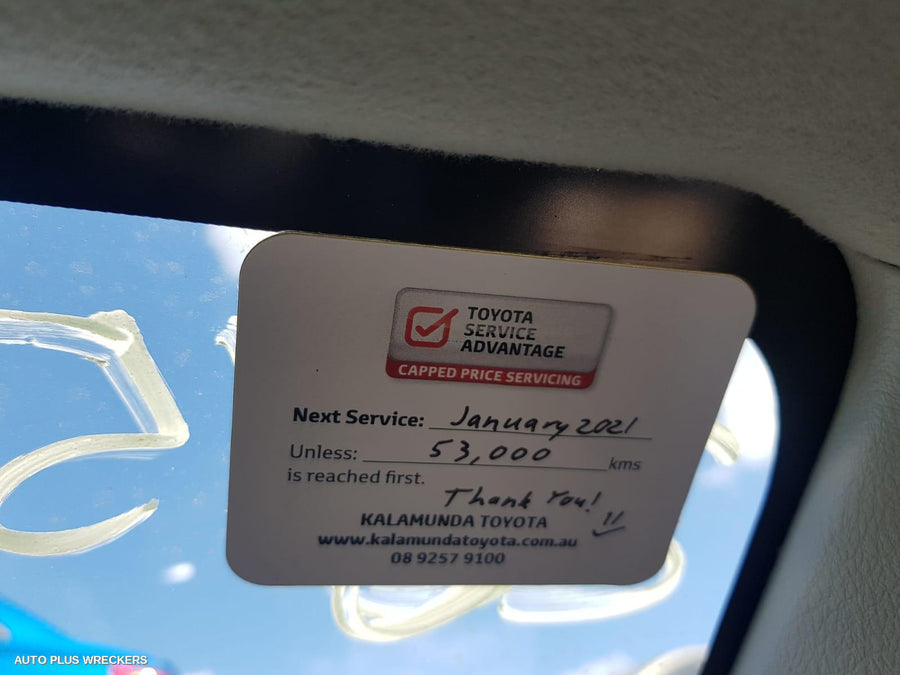 TOYOTA
SERVICE
ADVANTAGE
CAPPED PRICE SERVICING
Next Service: January 2021
Unless: 53,000 kms
is reached first.
Thank You!
KALAMUNDA TOYOTA
www.kalamundatoyota.com.au
08 9257 9100
AUTO PLUS WRECKERS